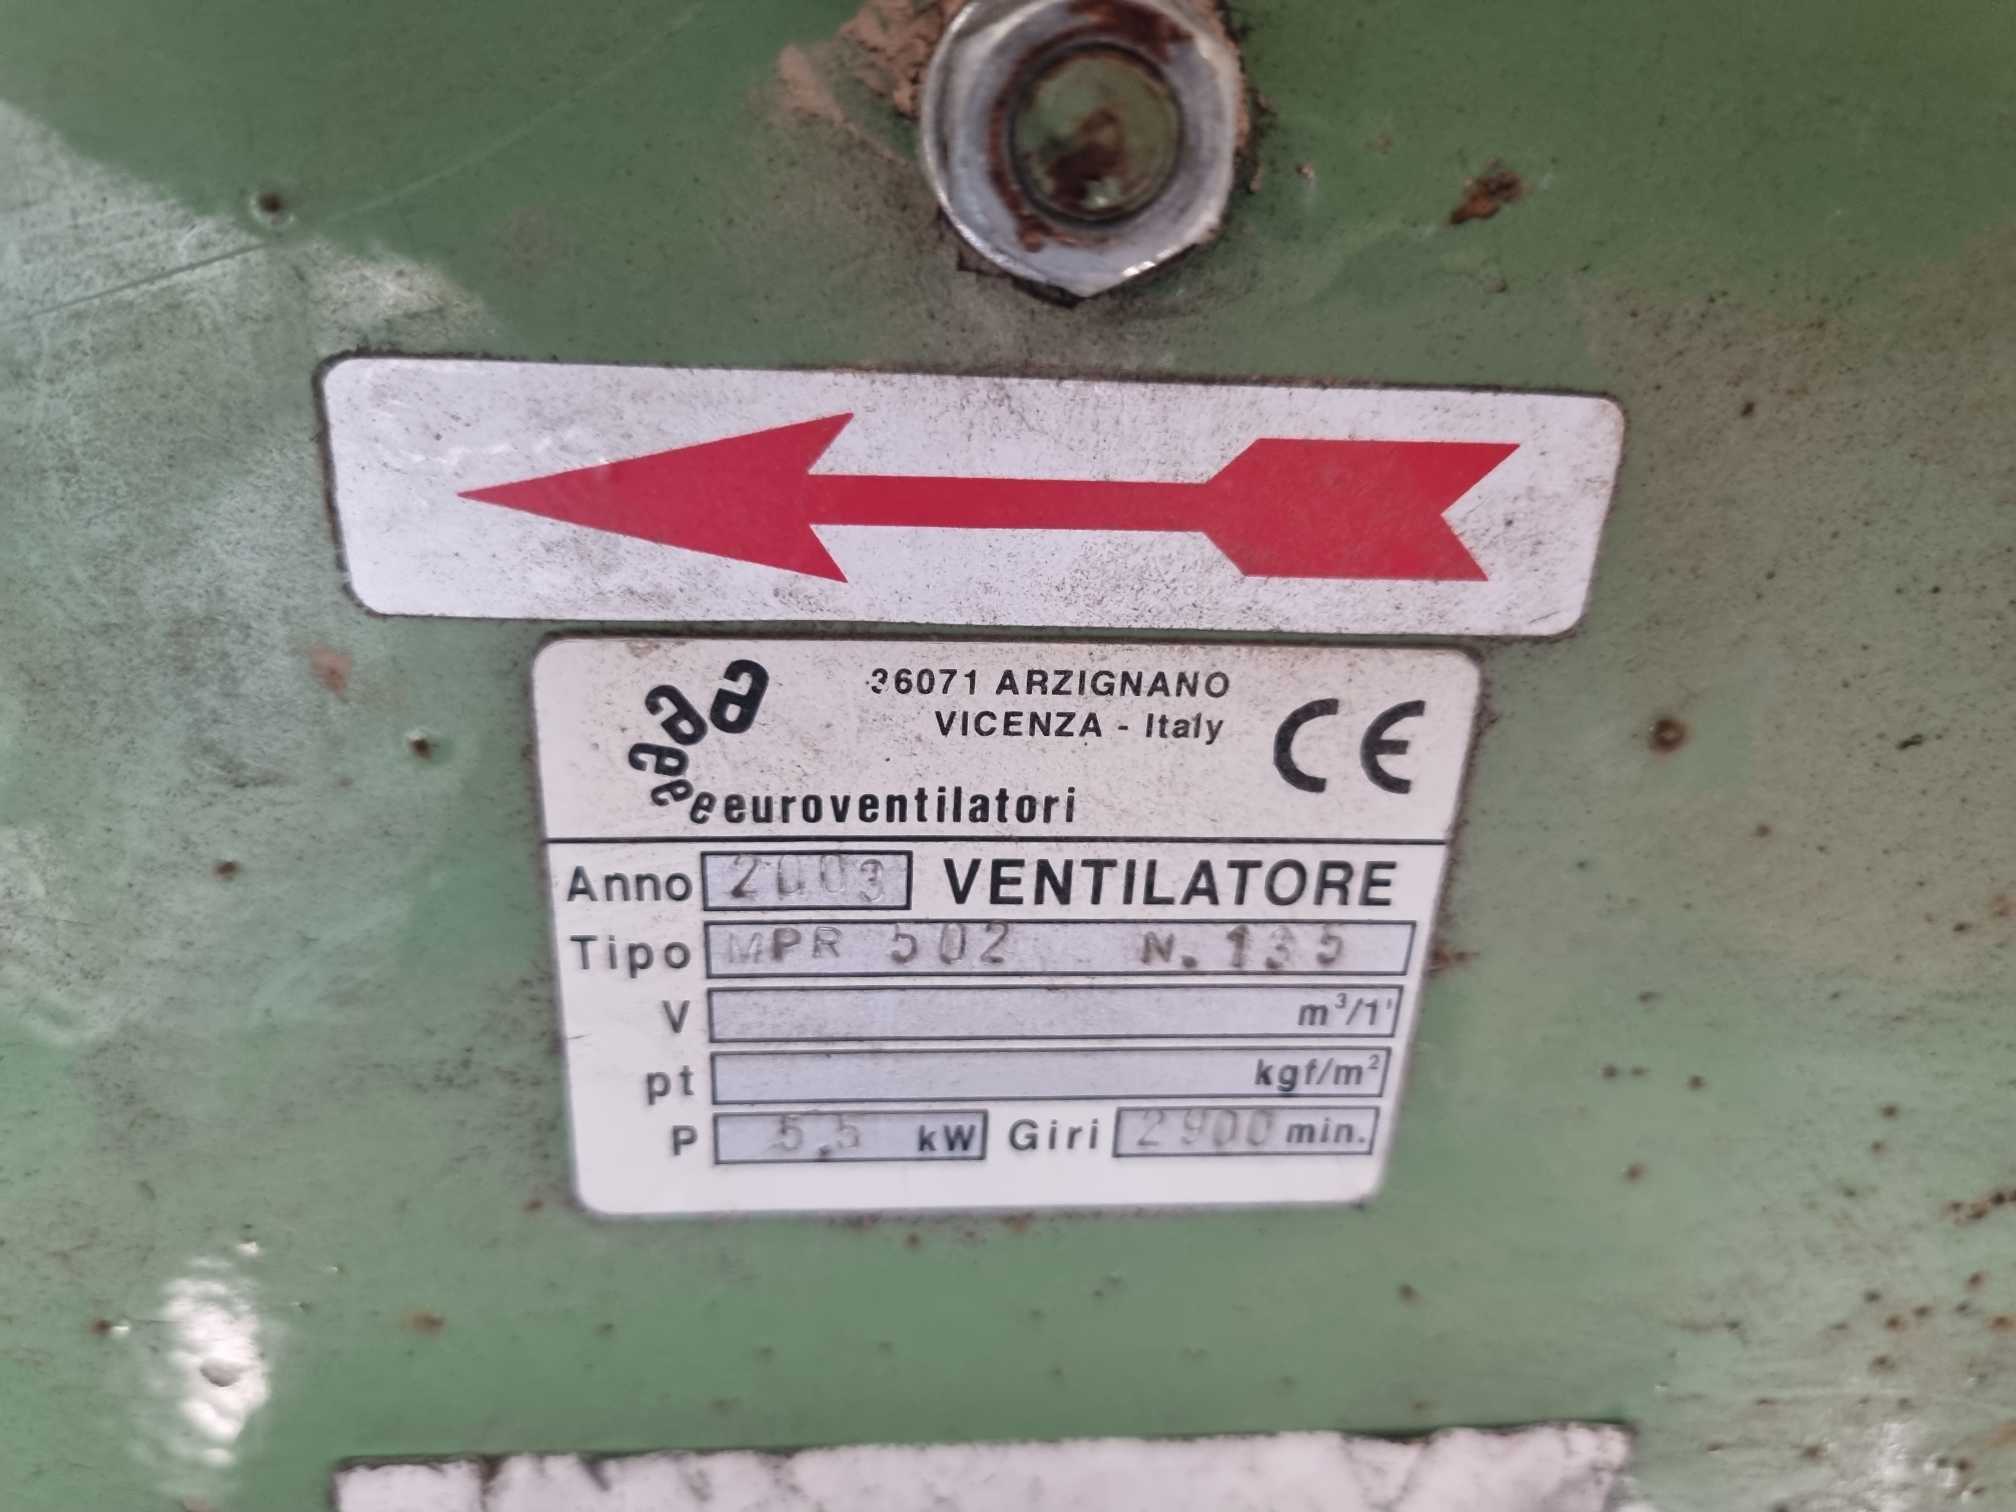 36071 ARZIGNANO
VICENZA - Italy
CE
euroventilatori
Anno 2003 VENTILATORE
Tipo MPR 502 N. 135
V m³/1'
pt kgf/m²
P 5,5 kW Giri 2900 min.